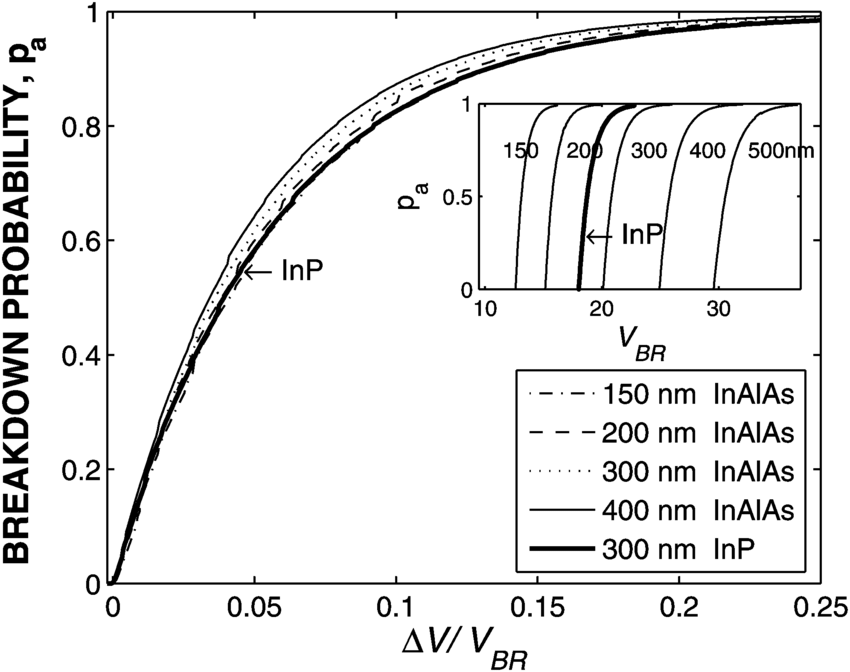 BREAKDOWN PROBABILITY, pa
1
0.8
0.6
0.4
0.2
0
0
0.05
0.1
0.15
0.2
0.25
ΔV/ VBR
InP
pa
1
0.5
0
10
20
30
VBR
150
200
300
400
500nm
InP
150 nm InAlAs
200 nm InAlAs
300 nm InAlAs
400 nm InAlAs
300 nm InP